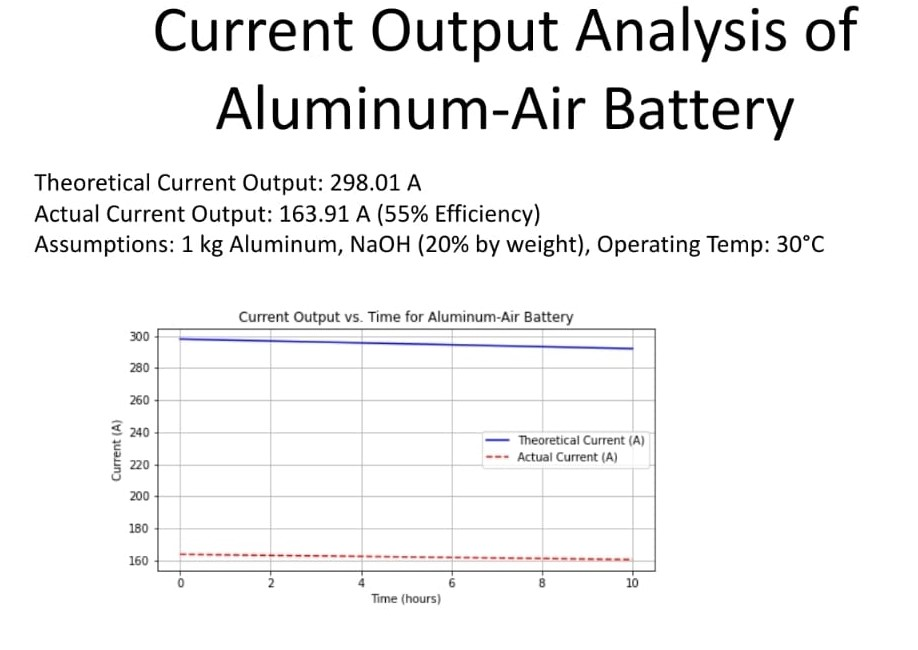 Current Output Analysis of
Aluminum-Air Battery
Theoretical Current Output: 298.01 A
Actual Current Output: 163.91 A (55% Efficiency)
Assumptions: 1 kg Aluminum, NaOH (20% by weight), Operating Temp: 30°C
Current Output vs. Time for Aluminum-Air Battery
300
280
260
240
220
200
180
160
Current (A)
Theoretical Current (A)
Actual Current (A)
0 2 4 6 8 10
Time (hours)